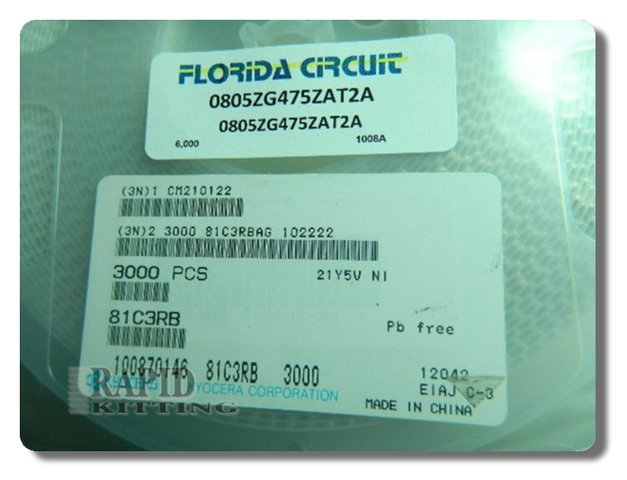 FLORIDA CIRCUIT
0805ZG475ZAT2A
0805ZG475ZAT2A
6,000 1008A
(3N)1 CM210122
(3N)2 3000 81C3RBAG 102222
3000 PCS 21Y5V NI
81C3RB
Pb free
100870146 81C3RB 3000 12042
KYOCERA KYOCERA CORPORATION EIAJ C-3
MADE IN CHINA
RAPID
KITTING